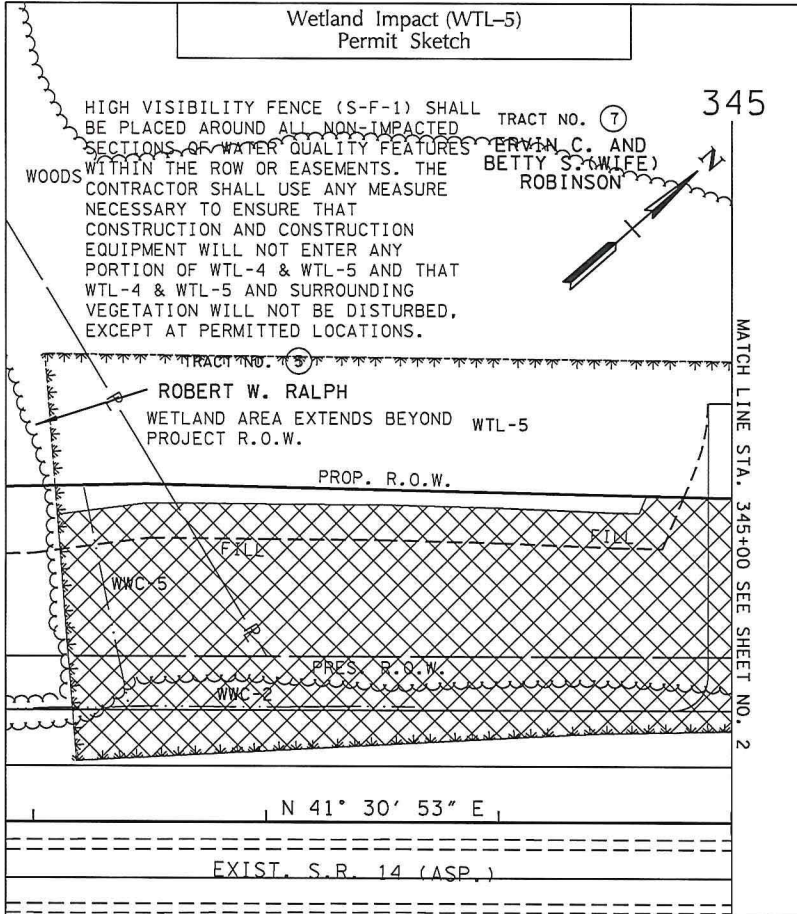 Wetland Impact (WTL–5)
Permit Sketch
345
HIGH VISIBILITY FENCE (S-F-1) SHALL
BE PLACED AROUND ALL NON-IMPACTED
SECTIONS OF WATER QUALITY FEATURES
WITHIN THE ROW OR EASEMENTS. THE
CONTRACTOR SHALL USE ANY MEASURE
NECESSARY TO ENSURE THAT
CONSTRUCTION AND CONSTRUCTION
EQUIPMENT WILL NOT ENTER ANY
PORTION OF WTL-4 & WTL-5 AND THAT
WTL-4 & WTL-5 AND SURROUNDING
VEGETATION WILL NOT BE DISTURBED,
EXCEPT AT PERMITTED LOCATIONS.
TRACT NO. 7
ERVIN C. AND
BETTY S.(WIFE)
ROBINSON
N
WOODS
TRACT NO. 5
ROBERT W. RALPH
WETLAND AREA EXTENDS BEYOND
PROJECT R.O.W.
WTL-5
P
PROP. R.O.W.
FILL
FILL
WWC-5
R
PRES. R.O.W.
WWC-2
MATCH LINE STA. 345+00 SEE SHEET NO. 2
N 41° 30' 53" E
EXIST. S.R. 14 (ASP.)